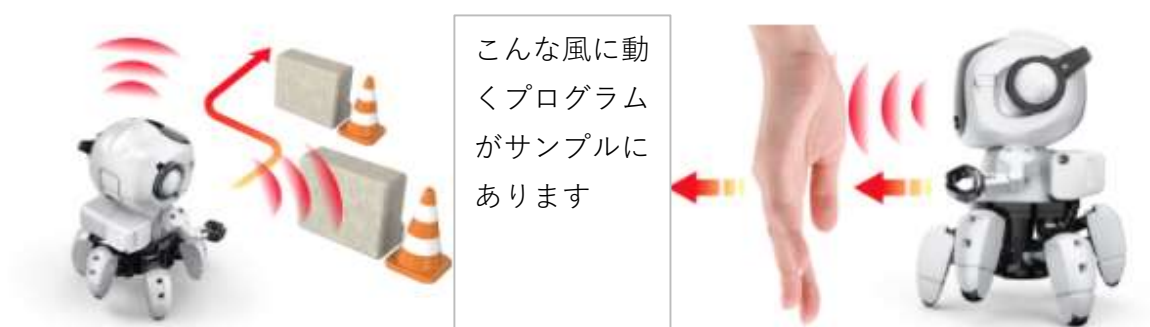 こんな風に動
くプログラム
がサンプルに
あります